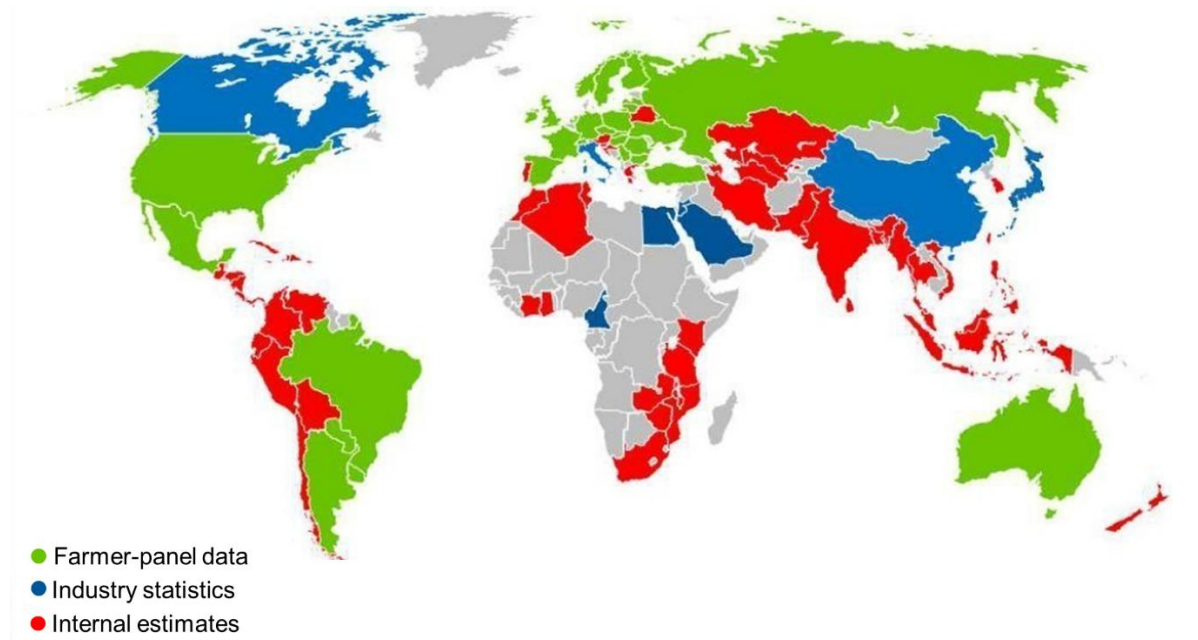 Farmer-panel data
Industry statistics
Internal estimates